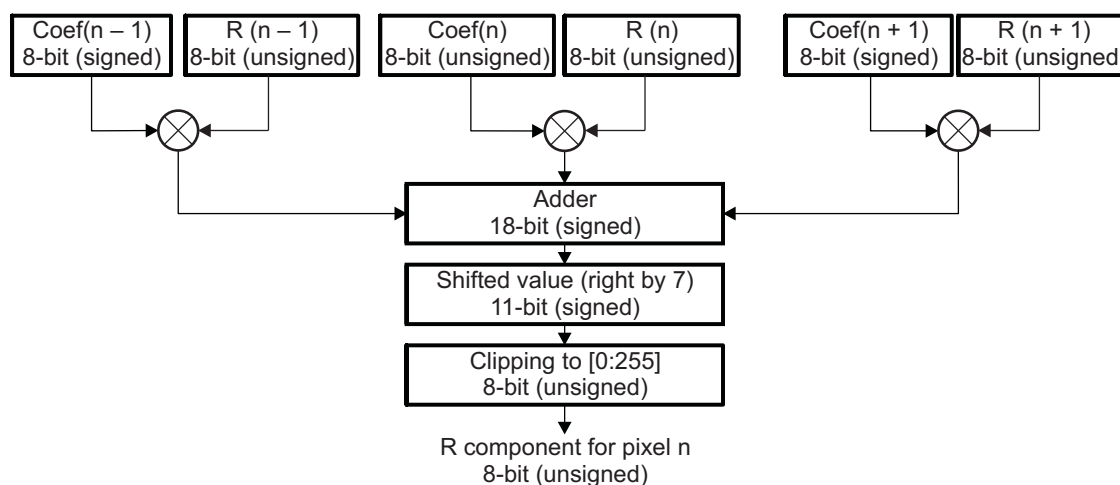 Coef(n – 1)
8-bit (signed)
R (n – 1)
8-bit (unsigned)
Coef(n)
8-bit (unsigned)
R (n)
8-bit (unsigned)
Coef(n + 1)
8-bit (signed)
R (n + 1)
8-bit (unsigned
Adder
18-bit (signed)
Shifted value (right by 7)
11-bit (signed)
Clipping to [0:255]
8-bit (unsigned)
R component for pixel n
8-bit (unsigned)